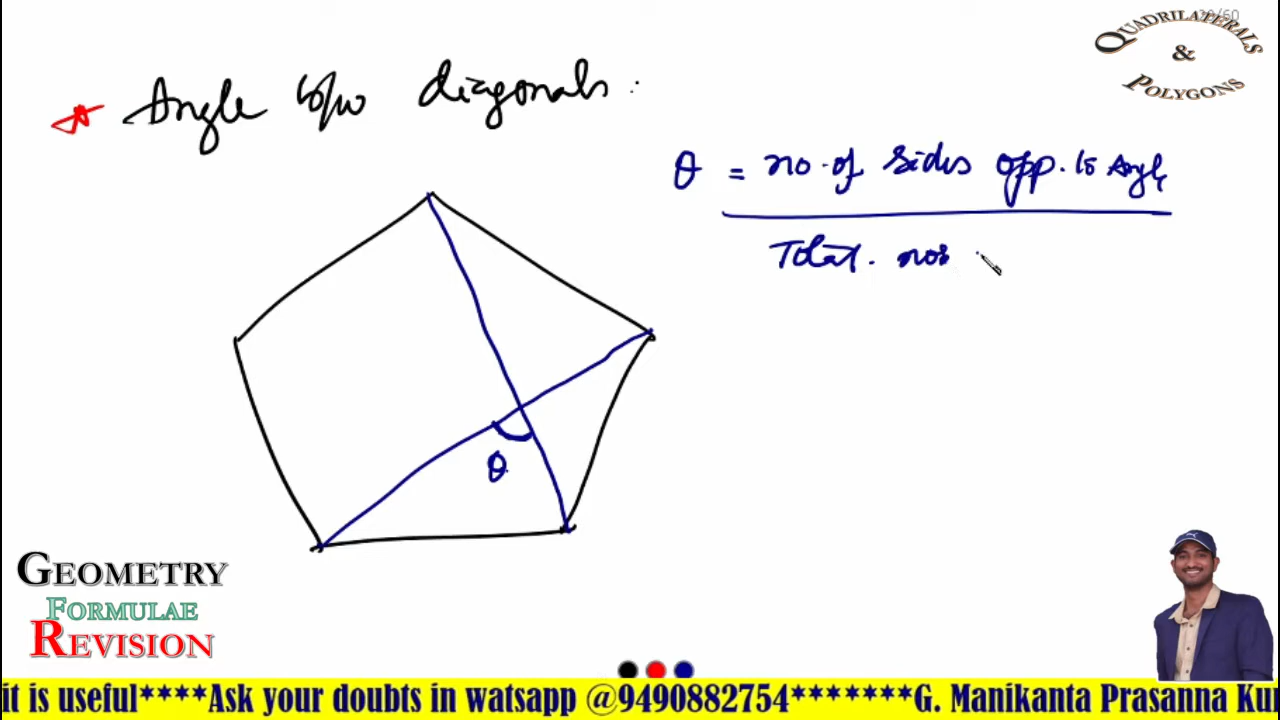 QUADRILATERALS
&
POLYGONS
Angle b/w diagonals :
θ = no. of sides opp. to Angle
Total. nos
θ
GEOMETRY
FORMULAE
REVISION
it is useful****Ask your doubts in watsapp @9490882754*******G. Manikanta Prasanna Ku